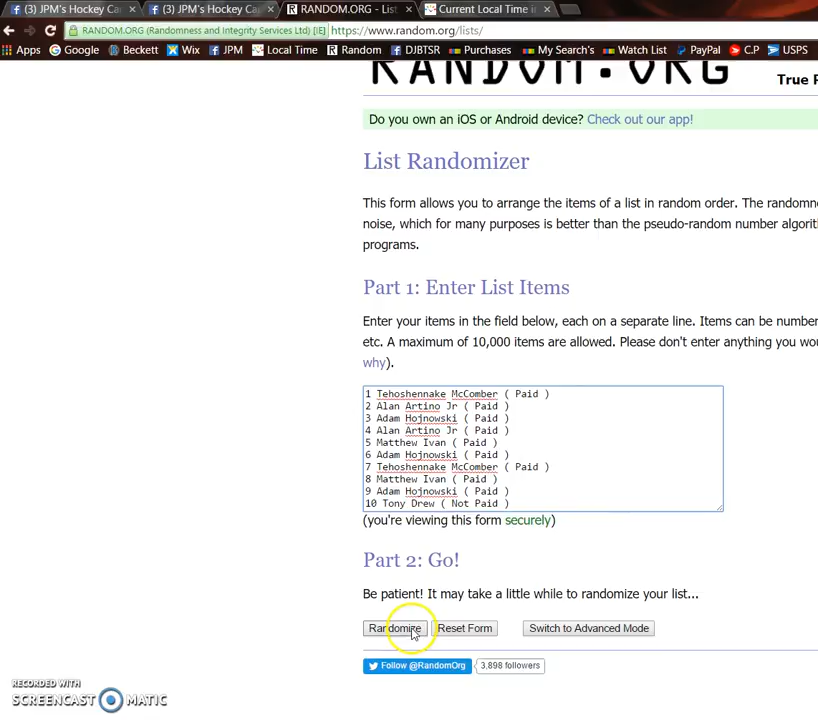 (3) JPM's Hockey Ca
(3) JPM's Hockey Ca
RANDOM.ORG - Lis
Current Local Time i
RANDOM.ORG (Randomness and Integrity Services Ltd) [IE]
https://www.random.org/lists/
Apps Google Beckett Wix JPM Local Time Random DJBTSR Purchases My Search's Watch List PayPal C.P USPS
RANDOM.ORG
True
Do you own an iOS or Android device? Check out our app!
List Randomizer
This form allows you to arrange the items of a list in random order. The randomn
noise, which for many purposes is better than the pseudo-random number algorit
programs.
Part 1: Enter List Items
Enter your items in the field below, each on a separate line. Items can be number
etc. A maximum of 10,000 items are allowed. Please don't enter anything you wou
why).
1 Tehoshennake McComber ( Paid )
2 Alan Artino Jr ( Paid )
3 Adam Hojnowski ( Paid )
4 Alan Artino Jr ( Paid )
5 Matthew Ivan ( Paid )
6 Adam Hojnowski ( Paid )
7 Tehoshennake McComber ( Paid )
8 Matthew Ivan ( Paid )
9 Adam Hojnowski ( Paid )
10 Tony Drew ( Not Paid )
(you're viewing this form securely)
Part 2: Go!
Be patient! It may take a little while to randomize your list...
Randomize Reset Form Switch to Advanced Mode
Follow @RandomOrg 3,898 followers
RECORDED WITH
SCREENCAST MATIC